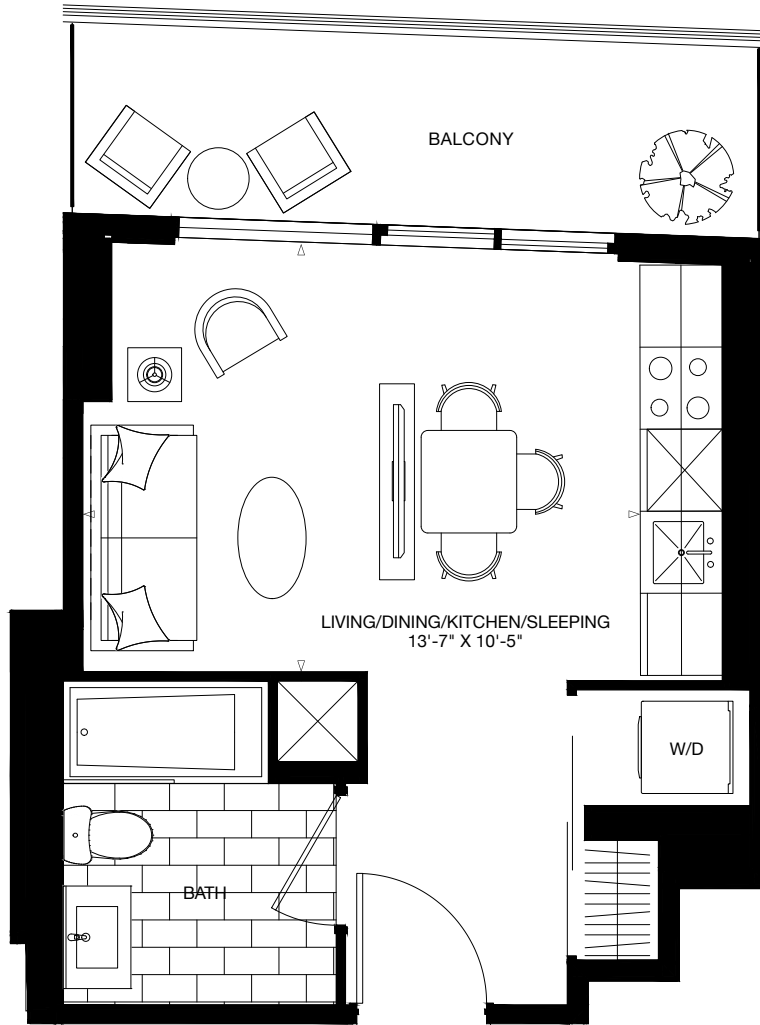 BALCONY
LIVING/DINING/KITCHEN/SLEEPING
13'-7" X 10'-5"
W/D
BATH